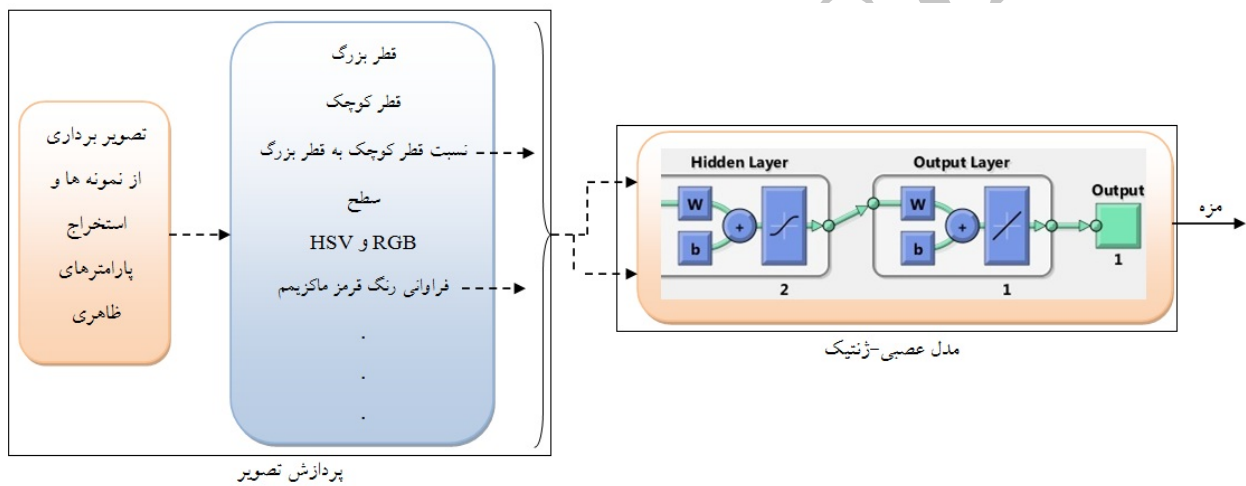 تصویر برداری
از نمونه ها و
استخراج
پارامترهای
ظاهری
قطر بزرگ
قطر کوچک
نسبت قطر کوچک به قطر بزرگ
سطح
RGB و HSV
فراوانی رنگ قرمز ماکزیمم
.
.
.
پردازش تصویر
Hidden Layer
W
b
+
2
Output Layer
W
b
+
1
Output
1
مدل عصبی-ژنتیک
مزه